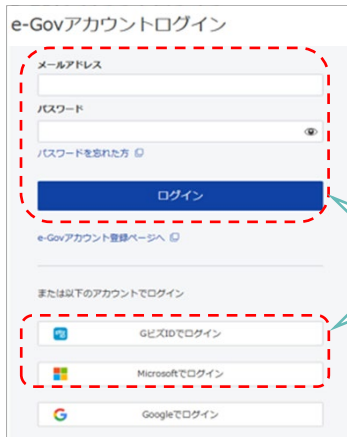 e-Govアカウントログイン
メールアドレス
パスワード
パスワードを忘れた方
ログイン
e-Govアカウント登録ページへ
または以下のアカウントでログイン
GビズIDでログイン
Microsoftでログイン
Googleでログイン